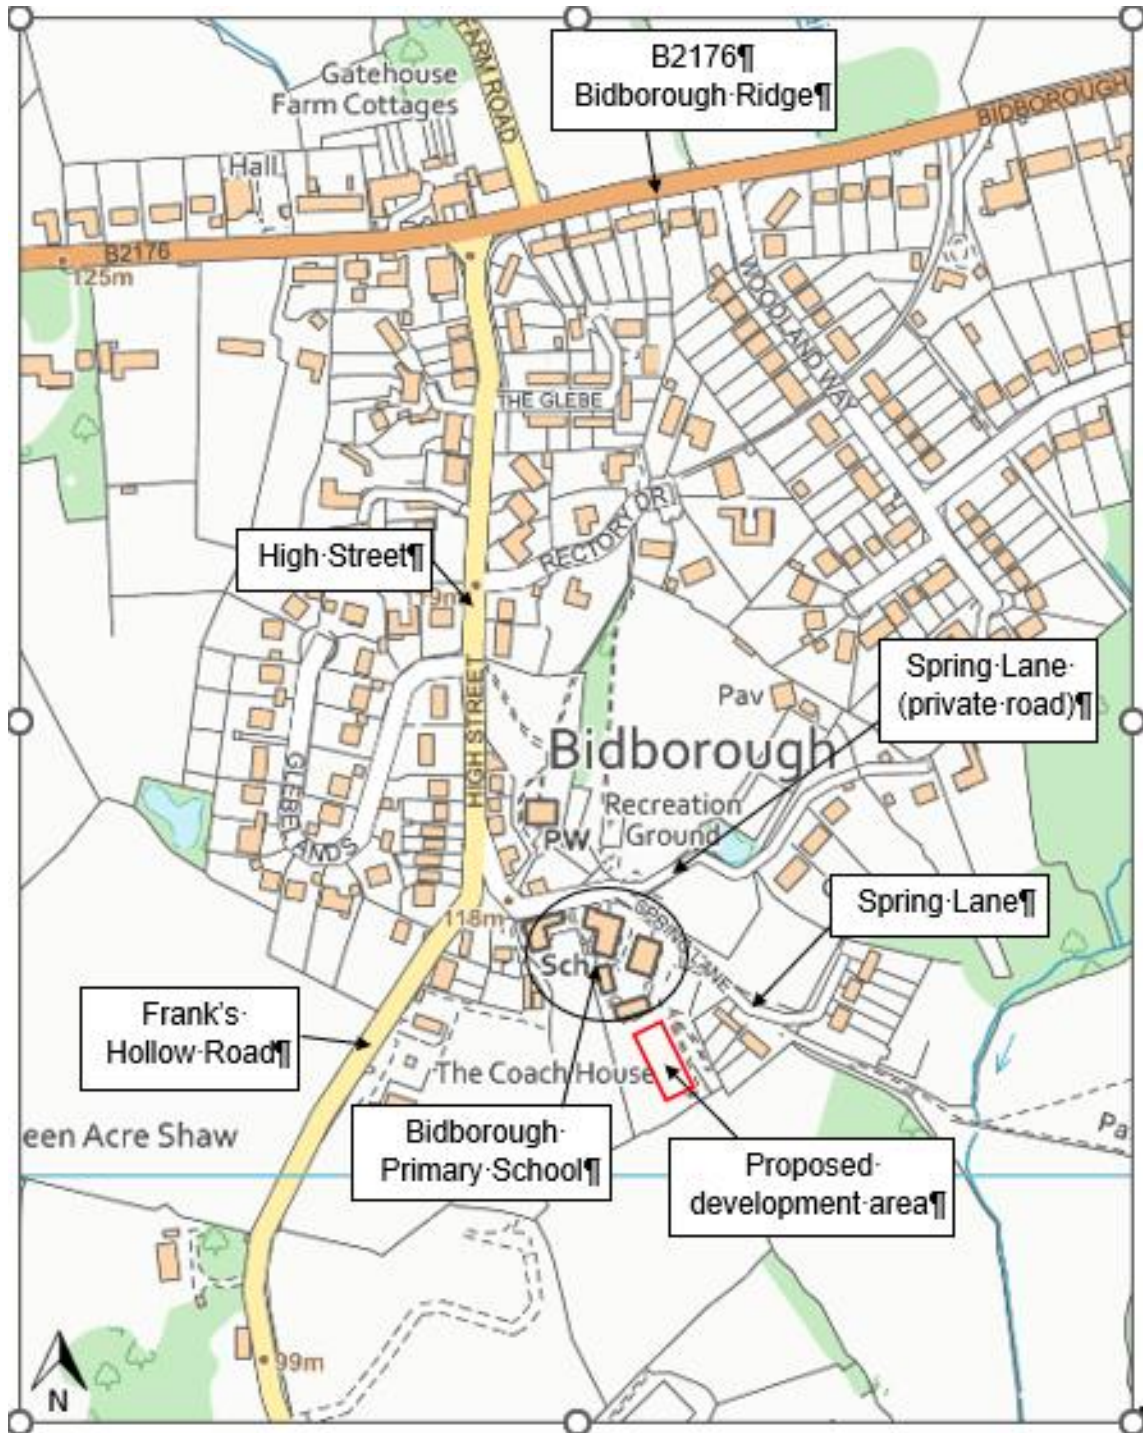 B2176¶
Bidborough·Ridge¶
FARM ROAD
Gatehouse
Farm Cottages
BIDBOROUGH
Hall
B2176
125m
WOODLAND WAY
THE GLEBE
RECTORY DRI
High·Street¶
79m
HIGH STREET
Spring·Lane·
(private·road)¶
Pav
Bidborough
GLEBELANDS
Recreation
Ground
PW
Spring·Lane¶
118m
SPRING LANE
Sch
Frank's·
Hollow·Road¶
The Coach House
een Acre Shaw
Bidborough·
Primary·School¶
Proposed·
development·area¶
Pa
99m
N